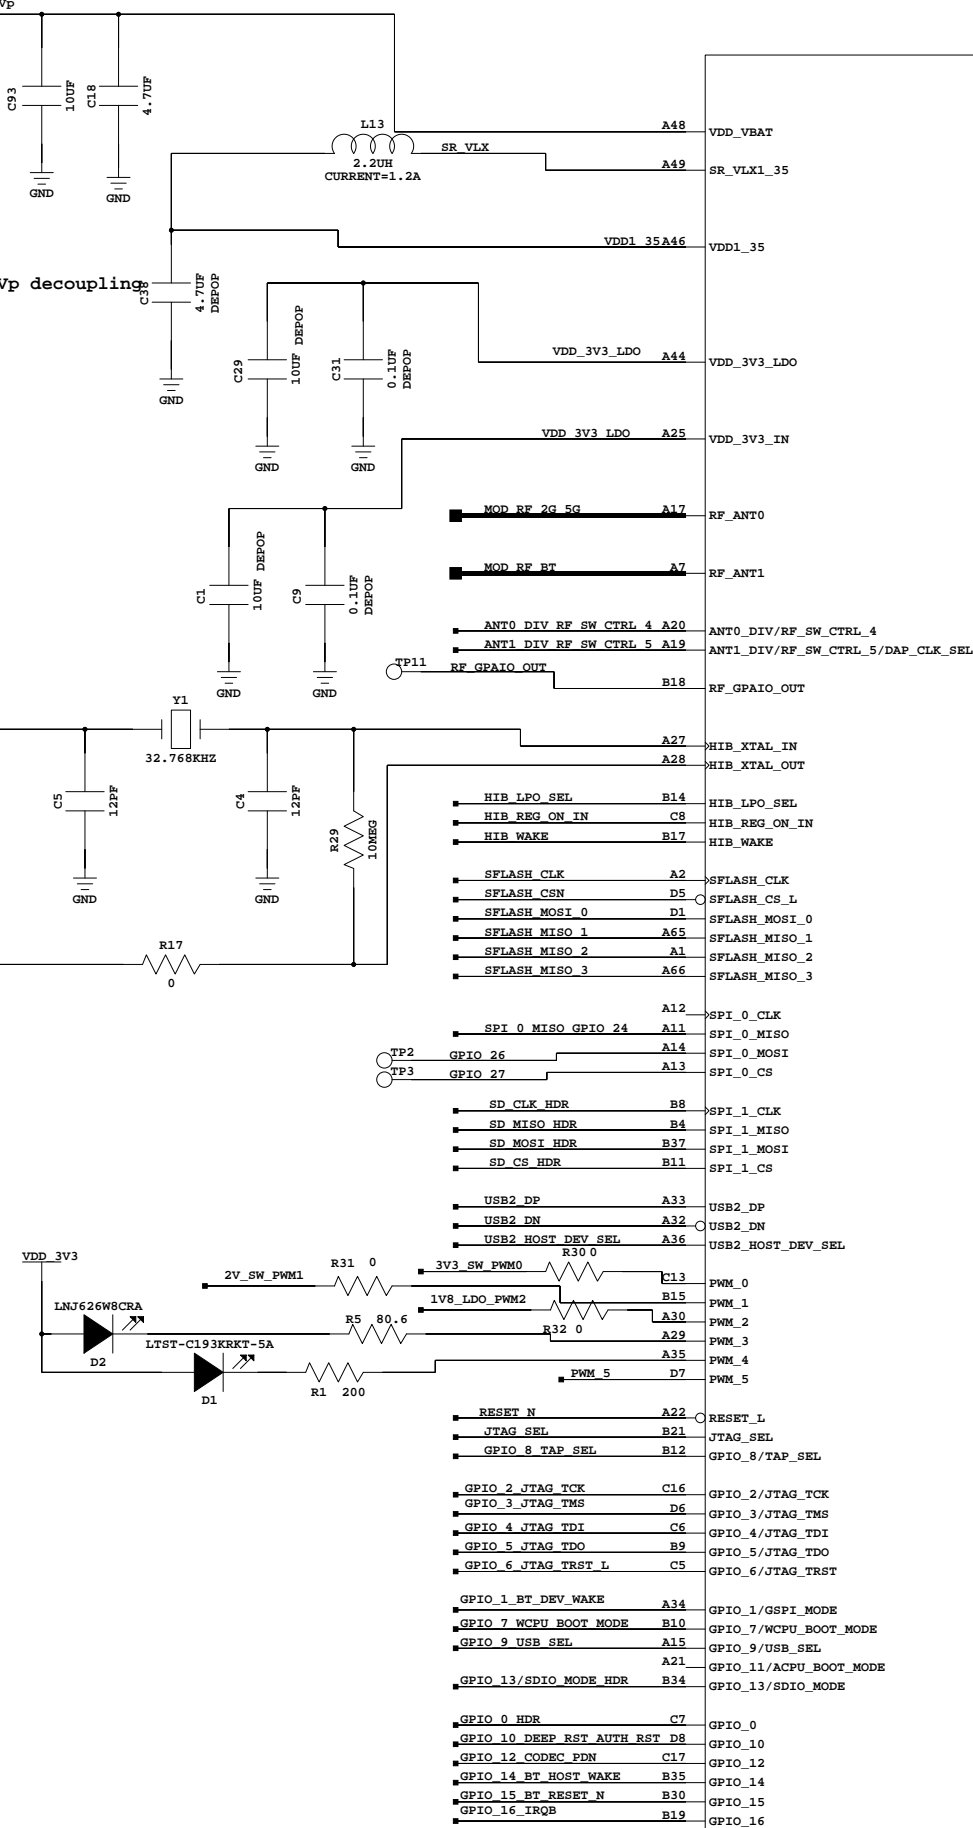 Vp
C93
10UF
C18
4.7UF
GND
GND
L13
2.2UH
CURRENT=1.2A
SR_VLX
A48 VDD_VBAT
A49 SR_VLX1_35
VDD1_35 A46 VDD1_35
Vp decoupling
C38
4.7UF
DEPOP
GND
C29
10UF DEPOP
C31
0.1UF
DEPOP
GND
GND
VDD_3V3_LDO A44 VDD_3V3_LDO
VDD_3V3_LDO A25 VDD_3V3_IN
C1
10UF DEPOP
C9
0.1UF
DEPOP
GND
GND
MOD_RF_2G_5G A17 RF_ANT0
MOD_RF_BT A7 RF_ANT1
ANT0_DIV_RF_SW_CTRL_4 A20 ANT0_DIV/RF_SW_CTRL_4
ANT1_DIV_RF_SW_CTRL_5 A19 ANT1_DIV/RF_SW_CTRL_5/DAP_CLK_SEL
TP11 RF_GPAIO_OUT B18 RF_GPAIO_OUT
Y1
32.768KHZ
C5
12PF
C4
12PF
GND
GND
R29
10MEG
R17
0
A27 HIB_XTAL_IN
A28 HIB_XTAL_OUT
HIB_LPO_SEL B14 HIB_LPO_SEL
HIB_REG_ON_IN C8 HIB_REG_ON_IN
HIB_WAKE B17 HIB_WAKE
SFLASH_CLK A2 SFLASH_CLK
SFLASH_CSN D5 SFLASH_CS_L
SFLASH_MOSI_0 D1 SFLASH_MOSI_0
SFLASH_MISO_1 A65 SFLASH_MISO_1
SFLASH_MISO_2 A1 SFLASH_MISO_2
SFLASH_MISO_3 A66 SFLASH_MISO_3
A12 SPI_0_CLK
SPI_0_MISO_GPIO_24 A11 SPI_0_MISO
TP2 GPIO_26 A14 SPI_0_MOSI
TP3 GPIO_27 A13 SPI_0_CS
SD_CLK_HDR B8 SPI_1_CLK
SD_MISO_HDR B4 SPI_1_MISO
SD_MOSI_HDR B37 SPI_1_MOSI
SD_CS_HDR B11 SPI_1_CS
USB2_DP A33 USB2_DP
USB2_DN A32 USB2_DN
USB2_HOST_DEV_SEL A36 USB2_HOST_DEV_SEL
VDD_3V3
3V3_SW_PWM0 R30 0 C13 PWM_0
2V_SW_PWM1 R31 0 B15 PWM_1
1V8_LDO_PWM2 R32 0 A30 PWM_2
LNJ626W8CRA
D2
R5 80.6 A29 PWM_3
LTST-C193KRKT-5A
D1
R1 200 A35 PWM_4
PWM_5 D7 PWM_5
RESET_N A22 RESET_L
JTAG_SEL B21 JTAG_SEL
GPIO_8_TAP_SEL B12 GPIO_8/TAP_SEL
GPIO_2_JTAG_TCK C16 GPIO_2/JTAG_TCK
GPIO_3_JTAG_TMS D6 GPIO_3/JTAG_TMS
GPIO_4_JTAG_TDI C6 GPIO_4/JTAG_TDI
GPIO_5_JTAG_TDO B9 GPIO_5/JTAG_TDO
GPIO_6_JTAG_TRST_L C5 GPIO_6/JTAG_TRST
GPIO_1_BT_DEV_WAKE A34 GPIO_1/GSPI_MODE
GPIO_7_WCPU_BOOT_MODE B10 GPIO_7/WCPU_BOOT_MODE
GPIO_9_USB_SEL A15 GPIO_9/USB_SEL
A21 GPIO_11/ACPU_BOOT_MODE
GPIO_13/SDIO_MODE_HDR B34 GPIO_13/SDIO_MODE
GPIO_0_HDR C7 GPIO_0
GPIO_10_DEEP_RST_AUTH_RST D8 GPIO_10
GPIO_12_CODEC_PDN C17 GPIO_12
GPIO_14_BT_HOST_WAKE B35 GPIO_14
GPIO_15_BT_RESET_N B30 GPIO_15
GPIO_16_IRQB B19 GPIO_16